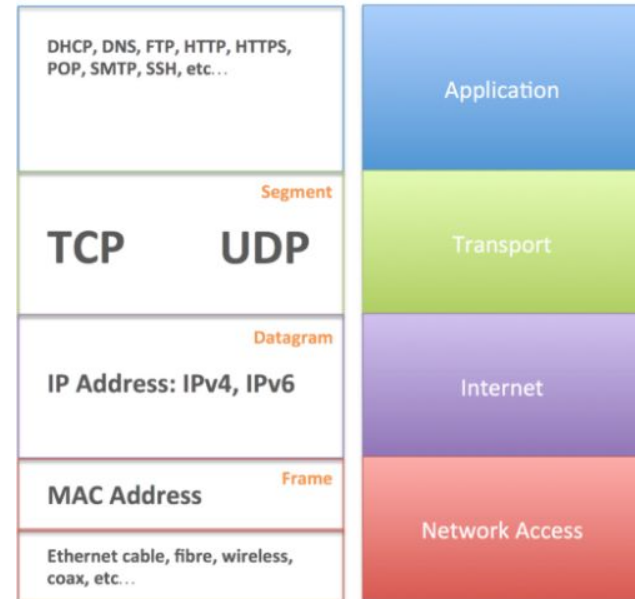 DHCP, DNS, FTP, HTTP, HTTPS,
POP, SMTP, SSH, etc...
Application
Segment
TCP UDP
Transport
Datagram
IP Address: IPv4, IPv6
Internet
Frame
MAC Address
Ethernet cable, fibre, wireless,
coax, etc...
Network Access